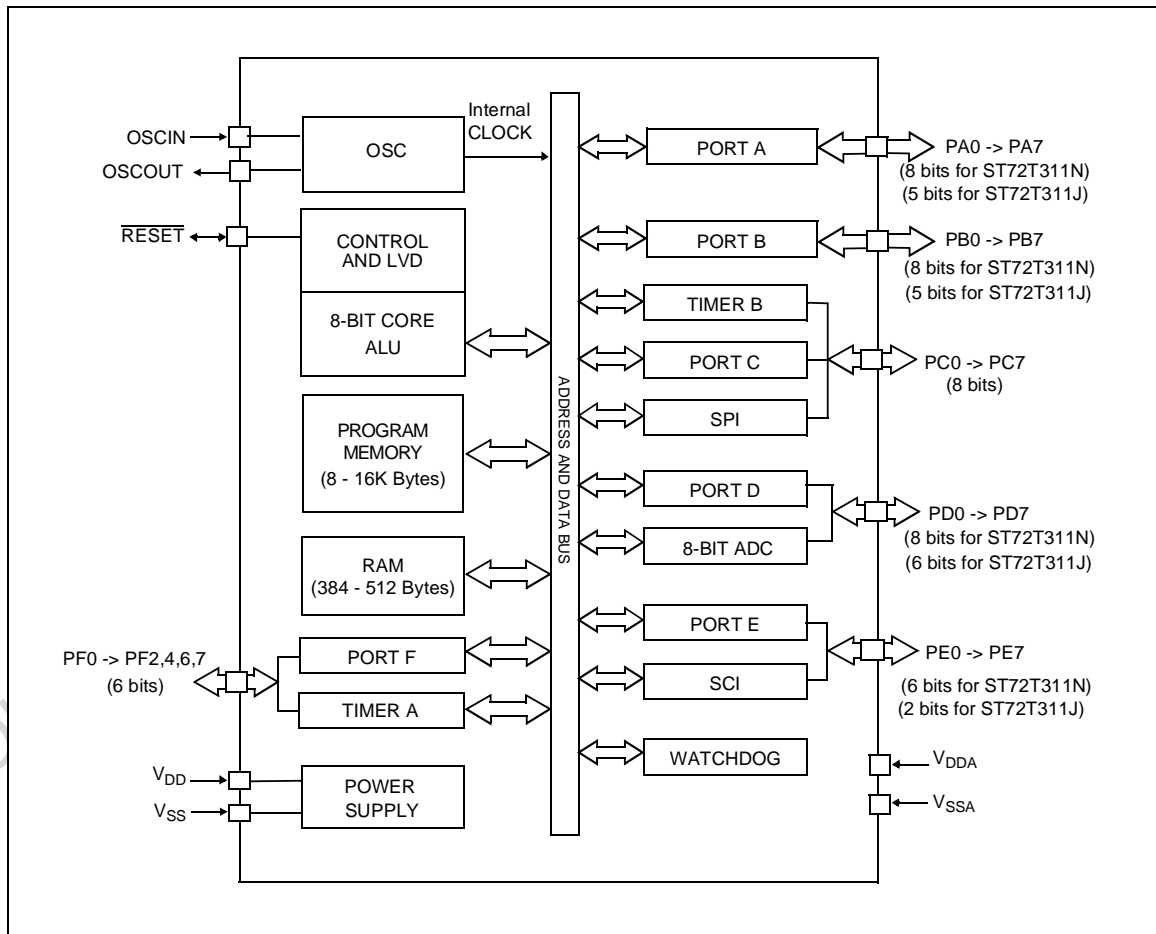 OSCIN
OSCOUT
RESET
OSC
Internal
CLOCK
CONTROL
AND LVD
8-BIT CORE
ALU
PROGRAM
MEMORY
(8 - 16K Bytes)
RAM
(384 - 512 Bytes)
PF0 -> PF2,4,6,7
(6 bits)
PORT F
TIMER A
VDD
VSS
POWER
SUPPLY
ADDRESS AND DATA BUS
PORT A
PA0 -> PA7
(8 bits for ST72T311N)
(5 bits for ST72T311J)
PORT B
PB0 -> PB7
(8 bits for ST72T311N)
(5 bits for ST72T311J)
TIMER B
PORT C
SPI
PC0 -> PC7
(8 bits)
PORT D
8-BIT ADC
PD0 -> PD7
(8 bits for ST72T311N)
(6 bits for ST72T311J)
PORT E
SCI
PE0 -> PE7
(6 bits for ST72T311N)
(2 bits for ST72T311J)
WATCHDOG
VDDA
VSSA